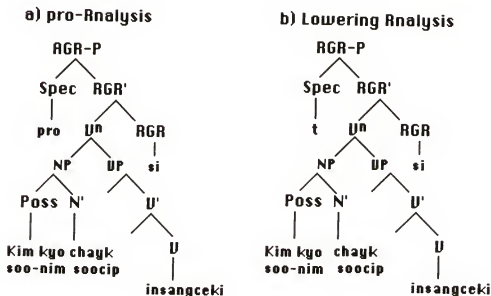 a) pro-Analysis b) Lowering Analysis
AGR-P AGR-P
Spec AGR' Spec AGR'
pro Vⁿ AGR t Vⁿ AGR
NP VP si NP VP si
Poss N' V' Poss N' V'
Kim kyo chayk V Kim kyo chayk V
soo-nim soocip soo-nim soocip
insangceki insangceki